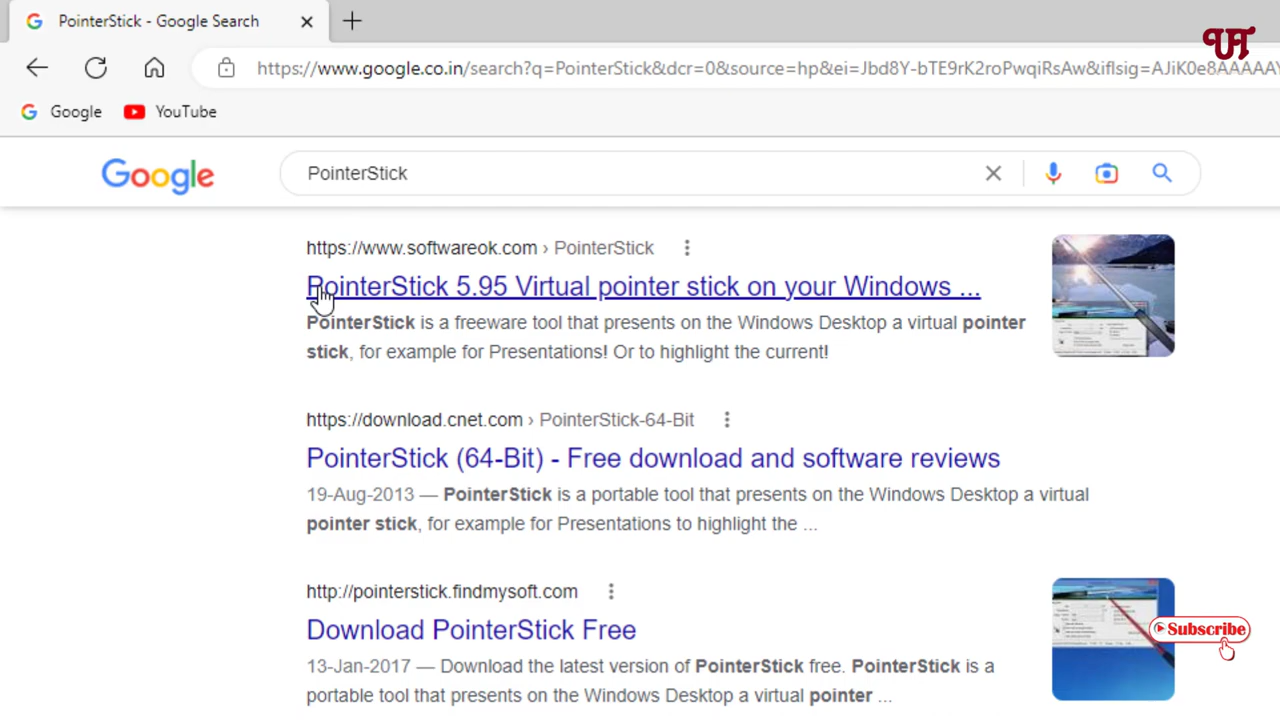 PointerStick - Google Search
https://www.google.co.in/search?q=PointerStick&dcr=0&source=hp&ei=Jbd8Y-bTE9rK2roPwqiRsAw&iflsig=AJiK0e8AAAAAY
Google YouTube
Google
PointerStick
https://www.softwareok.com › PointerStick
PointerStick 5.95 Virtual pointer stick on your Windows ...
PointerStick is a freeware tool that presents on the Windows Desktop a virtual pointer
stick, for example for Presentations! Or to highlight the current!
https://download.cnet.com › PointerStick-64-Bit
PointerStick (64-Bit) - Free download and software reviews
19-Aug-2013 — PointerStick is a portable tool that presents on the Windows Desktop a virtual
pointer stick, for example for Presentations to highlight the ...
http://pointerstick.findmysoft.com
Download PointerStick Free
13-Jan-2017 — Download the latest version of PointerStick free. PointerStick is a
portable tool that presents on the Windows Desktop a virtual pointer ...
Subscribe